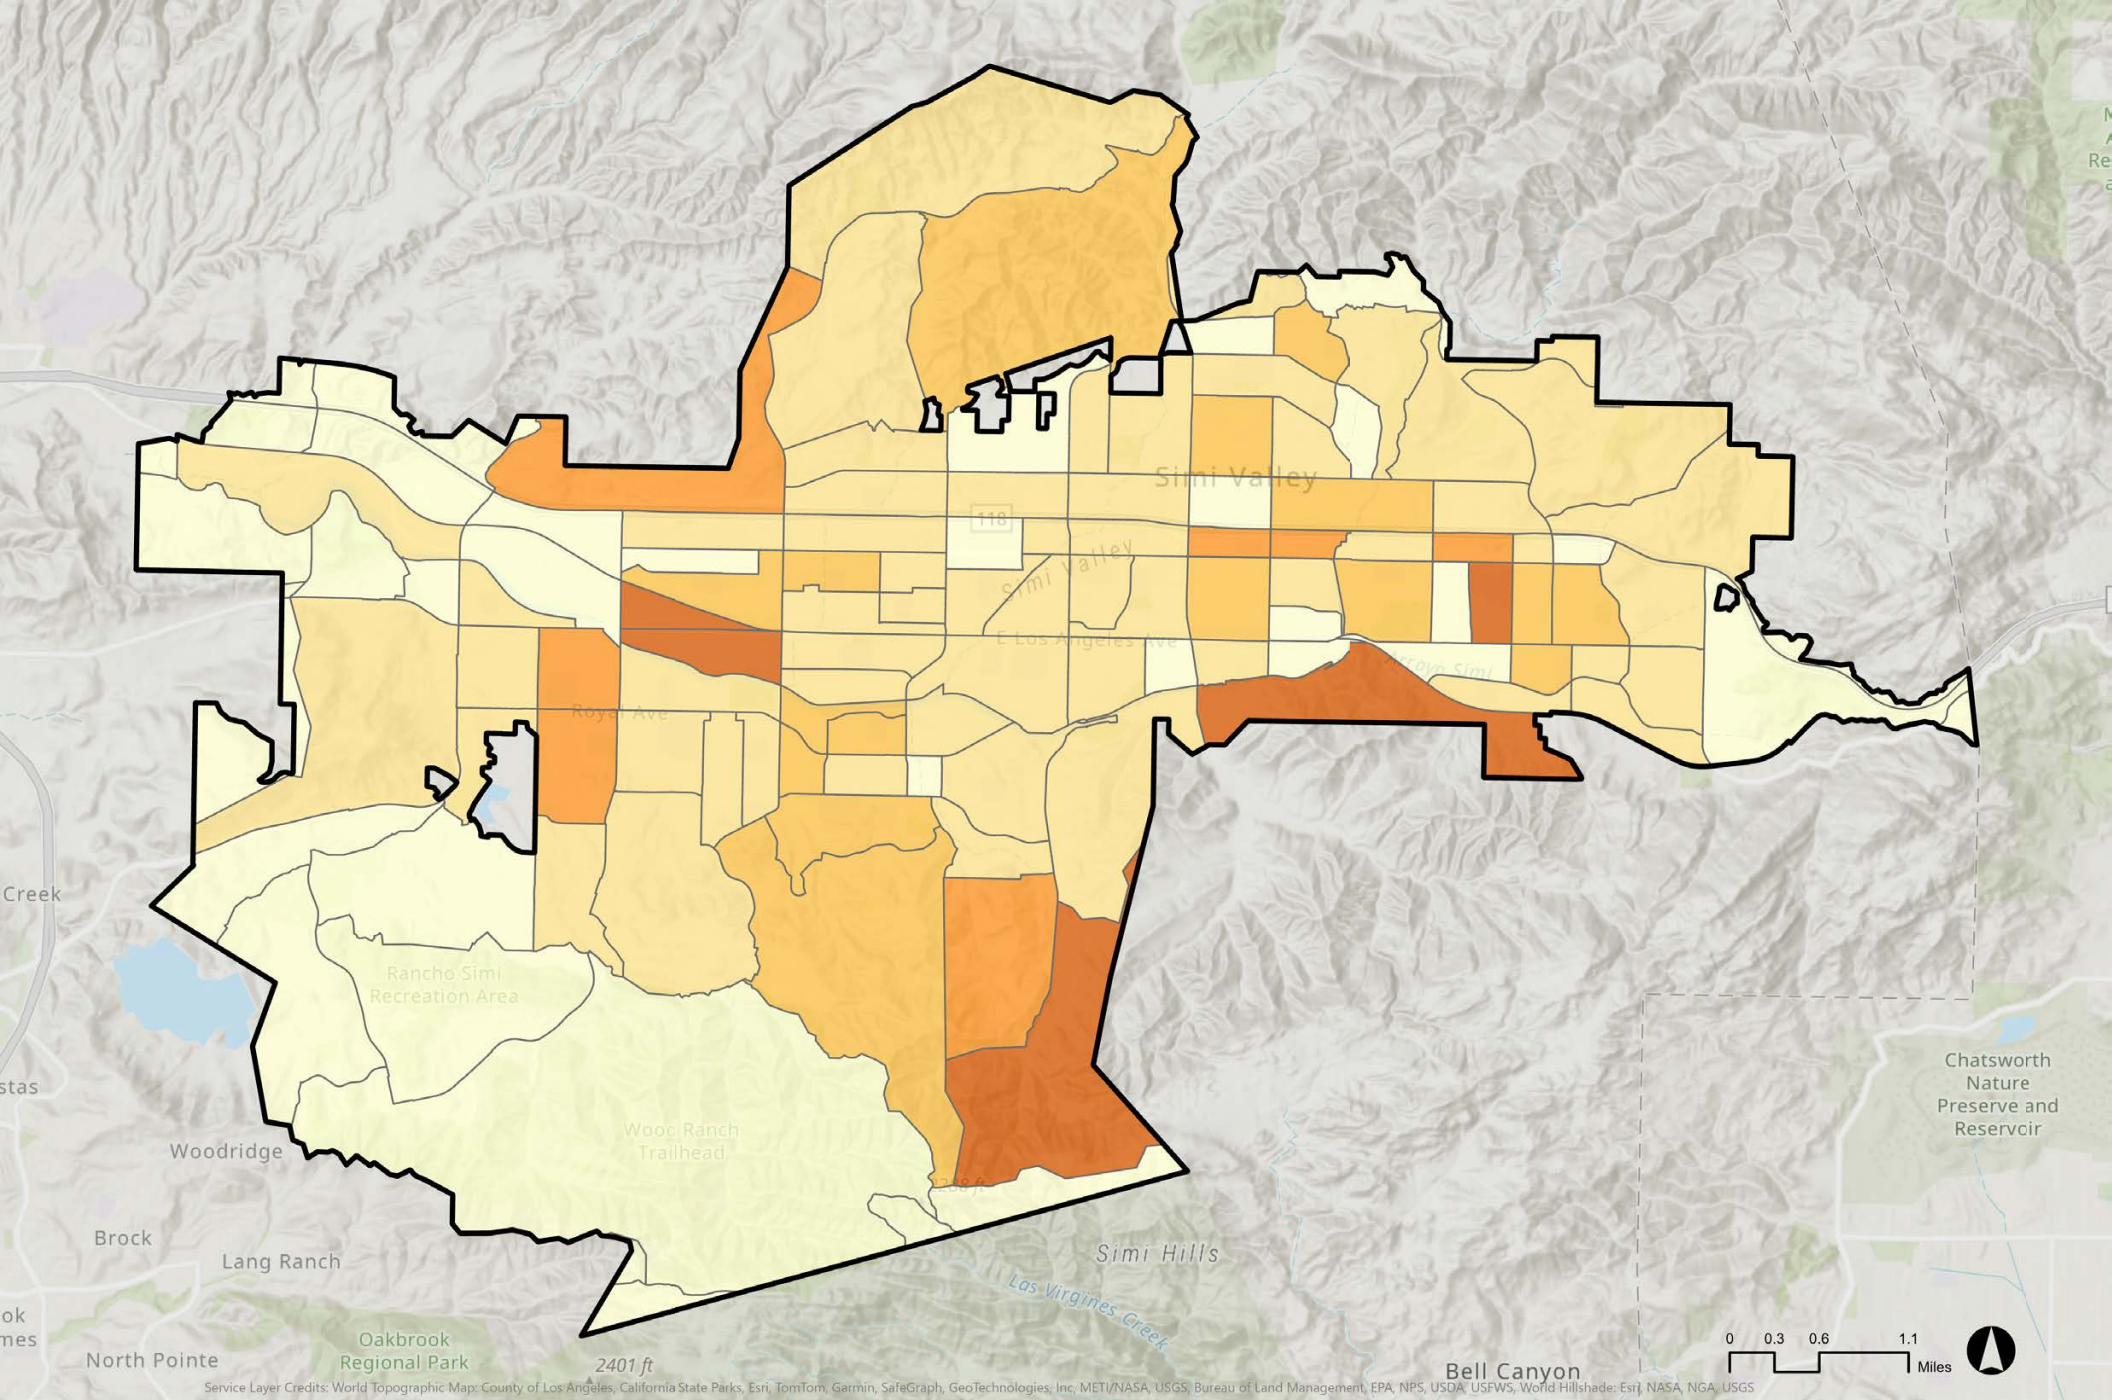 M
Re
a
Simi Valley
118
Simi Valley
E Los Angeles Ave
Arroyo Simi
Royal Ave
Creek
Rancho Simi
Recreation Area
Chatsworth
Nature
Preserve and
Reservoir
stas
Wood Ranch
Trailhead
Woodridge
2288 ft
Brock
Lang Ranch
Simi Hills
Las Virgines Creek
ok
mes
Oakbrook
Regional Park
North Pointe
2401 ft
Bell Canyon
0 0.3 0.6 1.1
Miles
Service Layer Credits: World Topographic Map: County of Los Angeles, California State Parks, Esri, TomTom, Garmin, SafeGraph, GeoTechnologies, Inc, METI/NASA, USGS, Bureau of Land Management, EPA, NPS, USDA, USFWS, World Hillshade: Esri, NASA, NGA, USGS